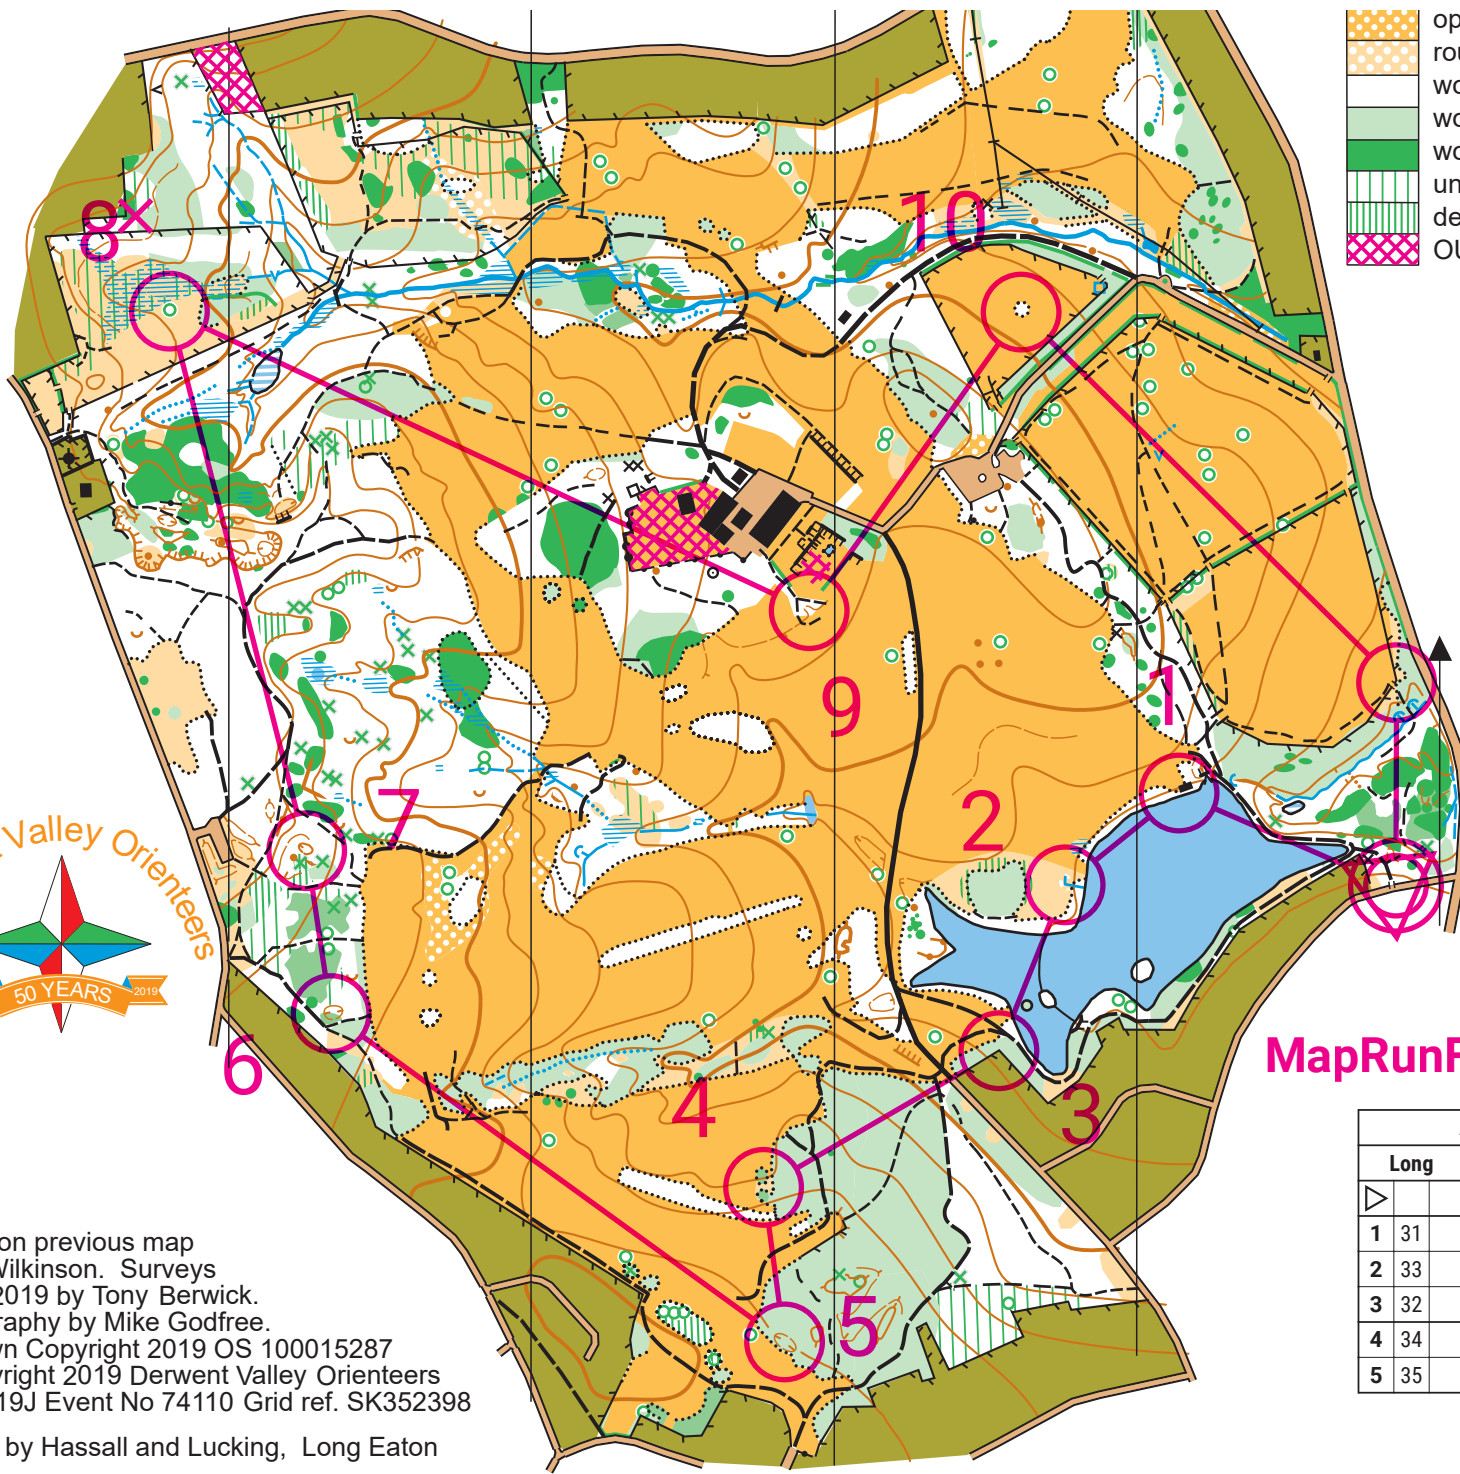 op
rou
wo
wo
wo
un
de
OU
8
10
1
9
2
7
Valley Orienteers
50 YEARS
2019
6
4
3
5
MapRunF
on previous map
Wilkinson. Surveys
2019 by Tony Berwick.
raphy by Mike Godfree.
wn Copyright 2019 OS 100015287
yright 2019 Derwent Valley Orienteers
19J Event No 74110 Grid ref. SK352398
by Hassall and Lucking, Long Eaton
Long
1 31
2 33
3 32
4 34
5 35